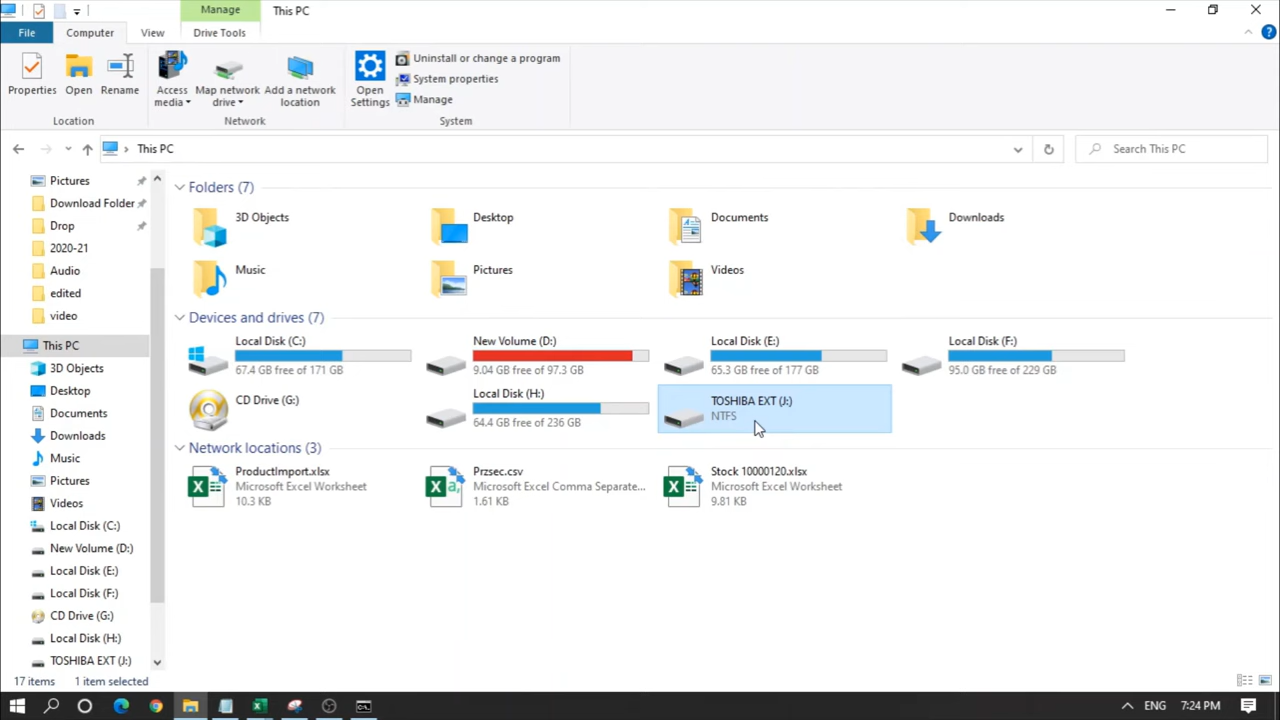 Manage
This PC
File
Computer
View
Drive Tools
Properties
Open
Rename
Access media
Map network drive
Add a network location
Open Settings
Uninstall or change a program
System properties
Manage
Location
Network
System
This PC
Search This PC
Pictures
Download Folder
Drop
2020-21
Audio
edited
video
This PC
3D Objects
Desktop
Documents
Downloads
Music
Pictures
Videos
Local Disk (C:)
New Volume (D:)
Local Disk (E:)
Local Disk (F:)
CD Drive (G:)
Local Disk (H:)
TOSHIBA EXT (J:)
Folders (7)
3D Objects
Desktop
Documents
Downloads
Music
Pictures
Videos
Devices and drives (7)
Local Disk (C:)
67.4 GB free of 171 GB
New Volume (D:)
9.04 GB free of 97.3 GB
Local Disk (E:)
65.3 GB free of 177 GB
Local Disk (F:)
95.0 GB free of 229 GB
CD Drive (G:)
Local Disk (H:)
64.4 GB free of 236 GB
TOSHIBA EXT (J:)
NTFS
Network locations (3)
ProductImport.xlsx
Microsoft Excel Worksheet
10.3 KB
Przsec.csv
Microsoft Excel Comma Separate...
1.61 KB
Stock 10000120.xlsx
Microsoft Excel Worksheet
9.81 KB
17 items
1 item selected
ENG
7:24 PM